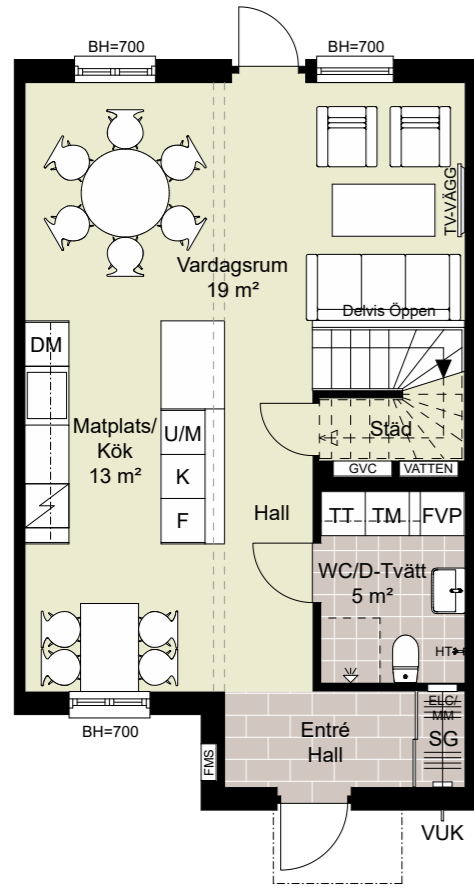 BH=700
BH=700
TV-VÄGG
Vardagsrum
19 m²
Delvis Öppen
DM
Matplats/
Kök
13 m²
U/M
K
F
Städ
GVC
VATTEN
Hall
TT
TM
FVP
WC/D-Tvätt
5 m²
HT
BH=700
ELC/
MM
SG
Entré
Hall
FMS
VUK